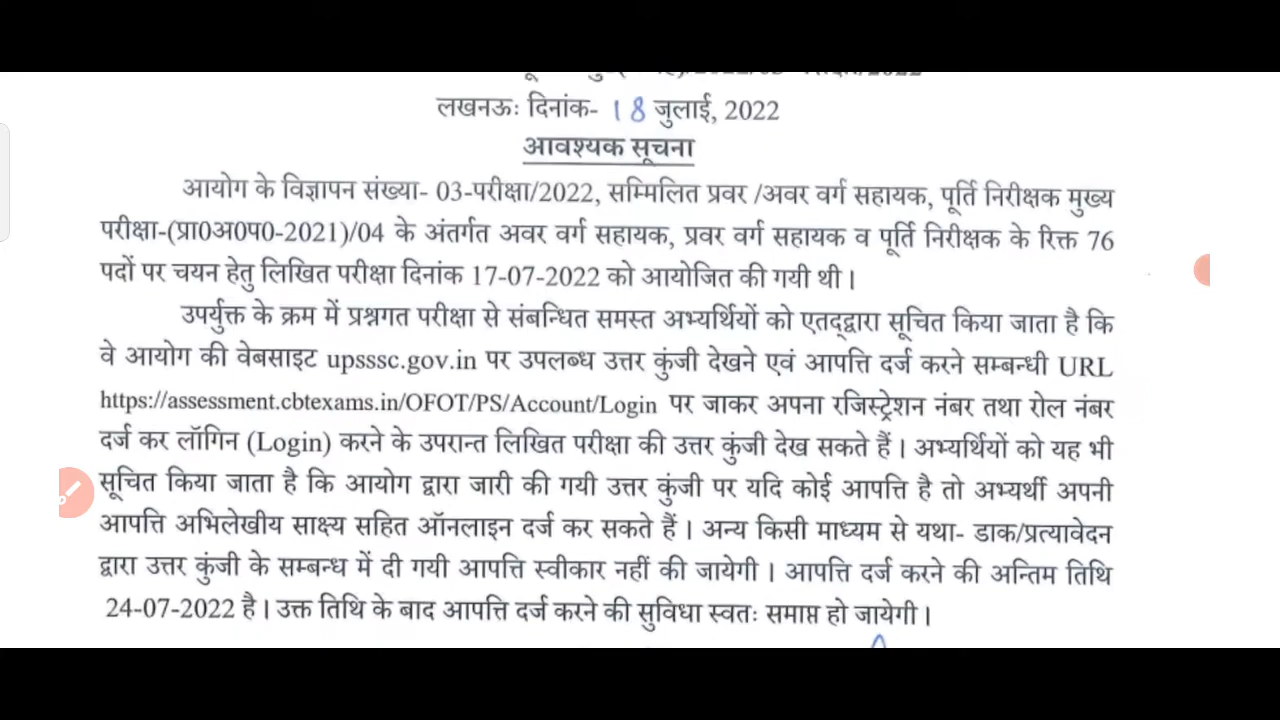 लखनऊः दिनांक- 18 जुलाई, 2022
आवश्यक सूचना
आयोग के विज्ञापन संख्या- 03-परीक्षा/2022, सम्मिलित प्रवर /अवर वर्ग सहायक, पूर्ति निरीक्षक मुख्य
परीक्षा-(प्रा0अ0प0-2021)/04 के अंतर्गत अवर वर्ग सहायक, प्रवर वर्ग सहायक व पूर्ति निरीक्षक के रिक्त 76
पदों पर चयन हेतु लिखित परीक्षा दिनांक 17-07-2022 को आयोजित की गयी थी।
उपर्युक्त के क्रम में प्रश्नगत परीक्षा से संबन्धित समस्त अभ्यर्थियों को एतद्द्वारा सूचित किया जाता है कि
वे आयोग की वेबसाइट upsssc.gov.in पर उपलब्ध उत्तर कुंजी देखने एवं आपत्ति दर्ज करने सम्बन्धी URL
https://assessment.cbtexams.in/OFOT/PS/Account/Login पर जाकर अपना रजिस्ट्रेशन नंबर तथा रोल नंबर
दर्ज कर लॉगिन (Login) करने के उपरान्त लिखित परीक्षा की उत्तर कुंजी देख सकते हैं। अभ्यर्थियों को यह भी
सूचित किया जाता है कि आयोग द्वारा जारी की गयी उत्तर कुंजी पर यदि कोई आपत्ति है तो अभ्यर्थी अपनी
आपत्ति अभिलेखीय साक्ष्य सहित ऑनलाइन दर्ज कर सकते हैं। अन्य किसी माध्यम से यथा- डाक/प्रत्यावेदन
द्वारा उत्तर कुंजी के सम्बन्ध में दी गयी आपत्ति स्वीकार नहीं की जायेगी। आपत्ति दर्ज करने की अन्तिम तिथि
24-07-2022 है। उक्त तिथि के बाद आपत्ति दर्ज करने की सुविधा स्वतः समाप्त हो जायेगी।